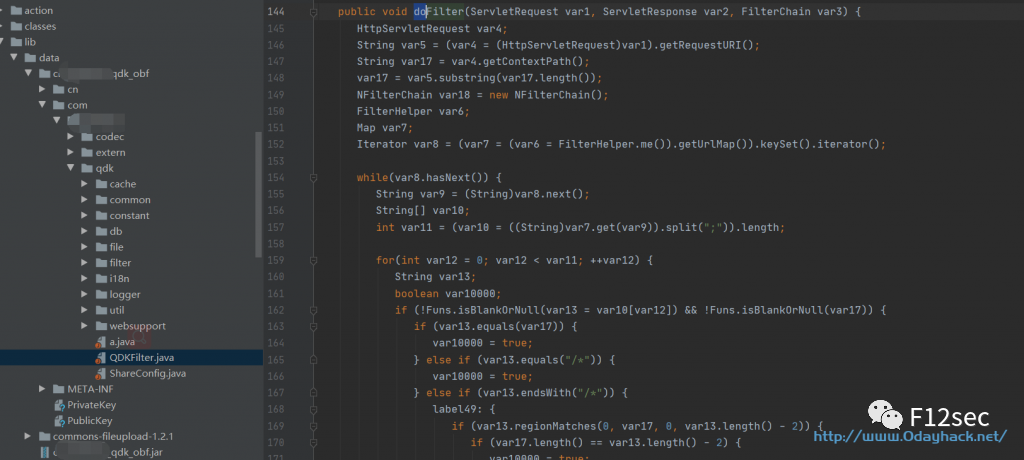 action
classes
lib
data
qdk_obf
cn
com
codec
extern
qdk
cache
common
constant
db
file
filter
i18n
logger
util
websupport
a.java
QDKFilter.java
ShareConfig.java
META-INF
PrivateKey
PublicKey
commons-fileupload-1.2.1
_qdk_obf.jar
144 public void doFilter(ServletRequest var1, ServletResponse var2, FilterChain var3) {
145 HttpServletRequest var4;
146 String var5 = (var4 = (HttpServletRequest)var1).getRequestURI();
147 String var17 = var4.getContextPath();
148 var17 = var5.substring(var17.length());
149 NFilterChain var18 = new NFilterChain();
150 FilterHelper var6;
151 Map var7;
152 Iterator var8 = (var7 = (var6 = FilterHelper.me()).getUrlMap()).keySet().iterator();
153
154 while(var8.hasNext()) {
155 String var9 = (String)var8.next();
156 String[] var10;
157 int var11 = (var10 = ((String)var7.get(var9)).split(";")).length;
158
159 for(int var12 = 0; var12 < var11; ++var12) {
160 String var13;
161 boolean var10000;
162 if (!Funs.isBlankOrNull(var13 = var10[var12]) && !Funs.isBlankOrNull(var17)) {
163 if (var13.equals(var17)) {
164 var10000 = true;
165 } else if (var13.equals("/*")) {
166 var10000 = true;
167 } else if (var13.endsWith("/*")) {
168 label49: {
169 if (var13.regionMatches(0, var17, 0, var13.length() - 2)) {
170 if (var17.length() == var13.length() - 2) {
171 var10000 = true;
F12sec
http://www.0dayhack.net/